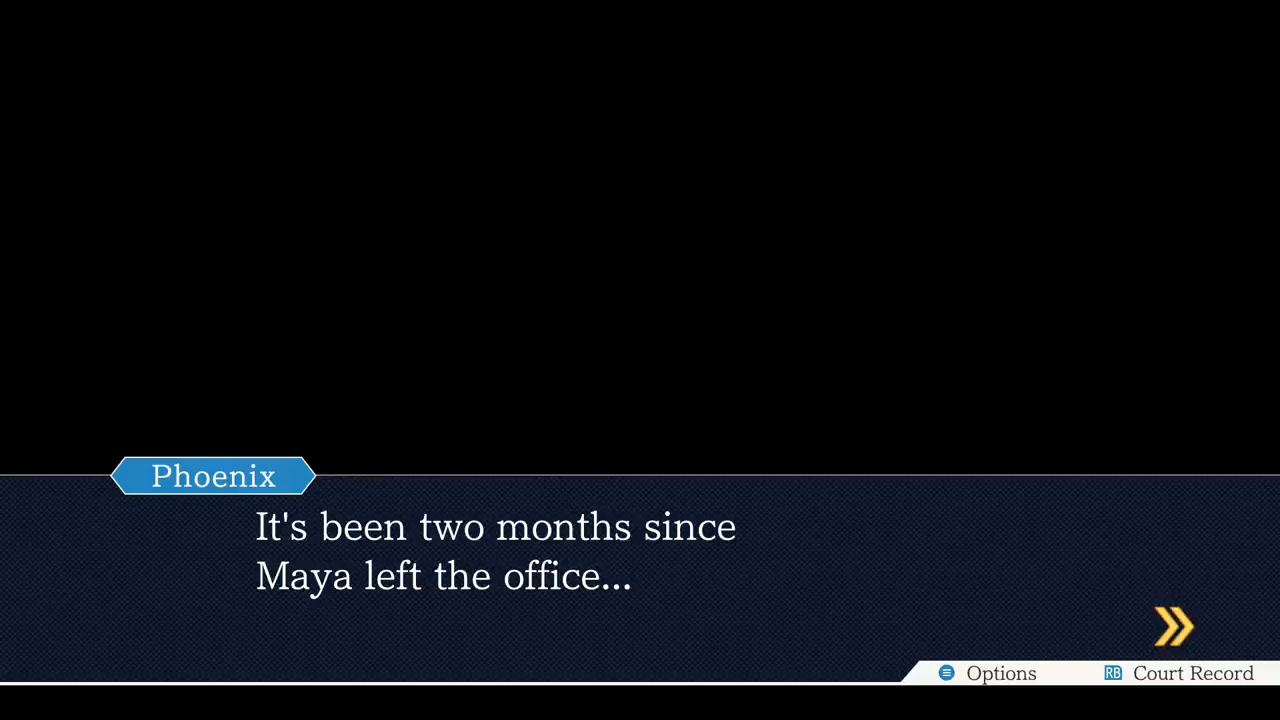 Phoenix
It's been two months since
Maya left the office...
Options
RB Court Record